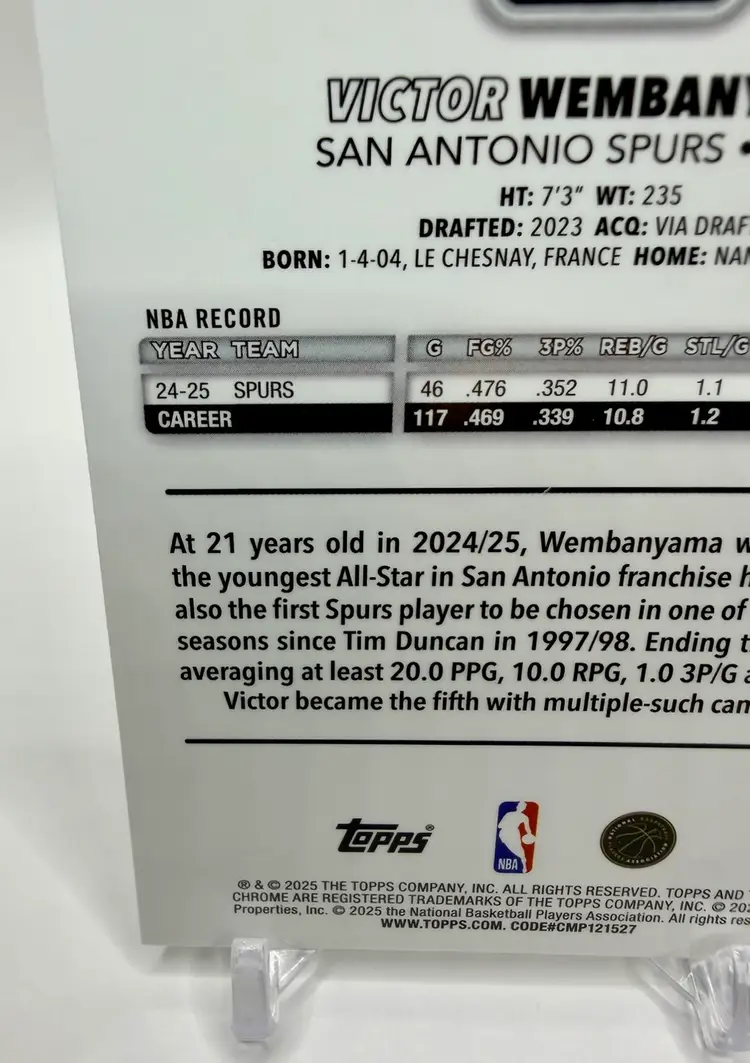 VICTOR WEMBANY
SAN ANTONIO SPURS •
HT: 7'3" WT: 235
DRAFTED: 2023 ACQ: VIA DRAF
BORN: 1-4-04, LE CHESNAY, FRANCE HOME: NAN
NBA RECORD
YEAR TEAM G FG% 3P% REB/G STL/G
24-25 SPURS 46 .476 .352 11.0 1.1
CAREER 117 .469 .339 10.8 1.2
At 21 years old in 2024/25, Wembanyama w
the youngest All-Star in San Antonio franchise h
also the first Spurs player to be chosen in one of
seasons since Tim Duncan in 1997/98. Ending t
averaging at least 20.0 PPG, 10.0 RPG, 1.0 3P/G a
Victor became the fifth with multiple-such cam
topps®
NBA
® & © 2025 THE TOPPS COMPANY, INC. ALL RIGHTS RESERVED. TOPPS AND
CHROME ARE REGISTERED TRADEMARKS OF THE TOPPS COMPANY, INC. © 202
Properties, Inc. © 2025 the National Basketball Players Association. All rights res
WWW.TOPPS.COM. CODE#CMP121527